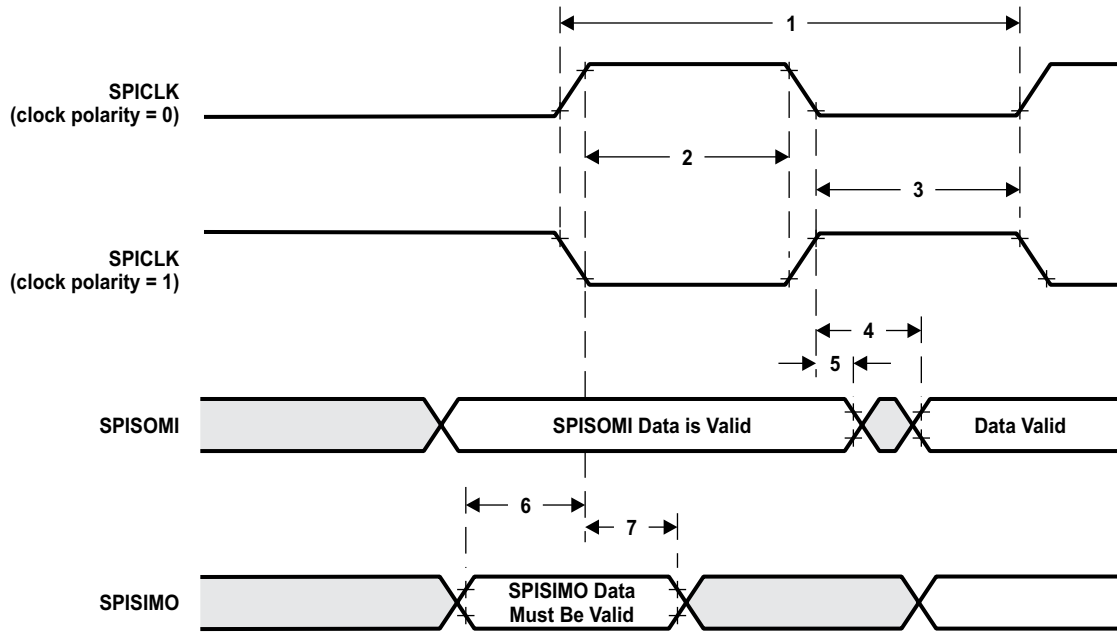 1
SPICLK
(clock polarity = 0)
2
3
SPICLK
(clock polarity = 1)
4
5
SPISOMI
SPISOMI Data is Valid
Data Valid
6
7
SPISIMO
SPISIMO Data
Must Be Valid